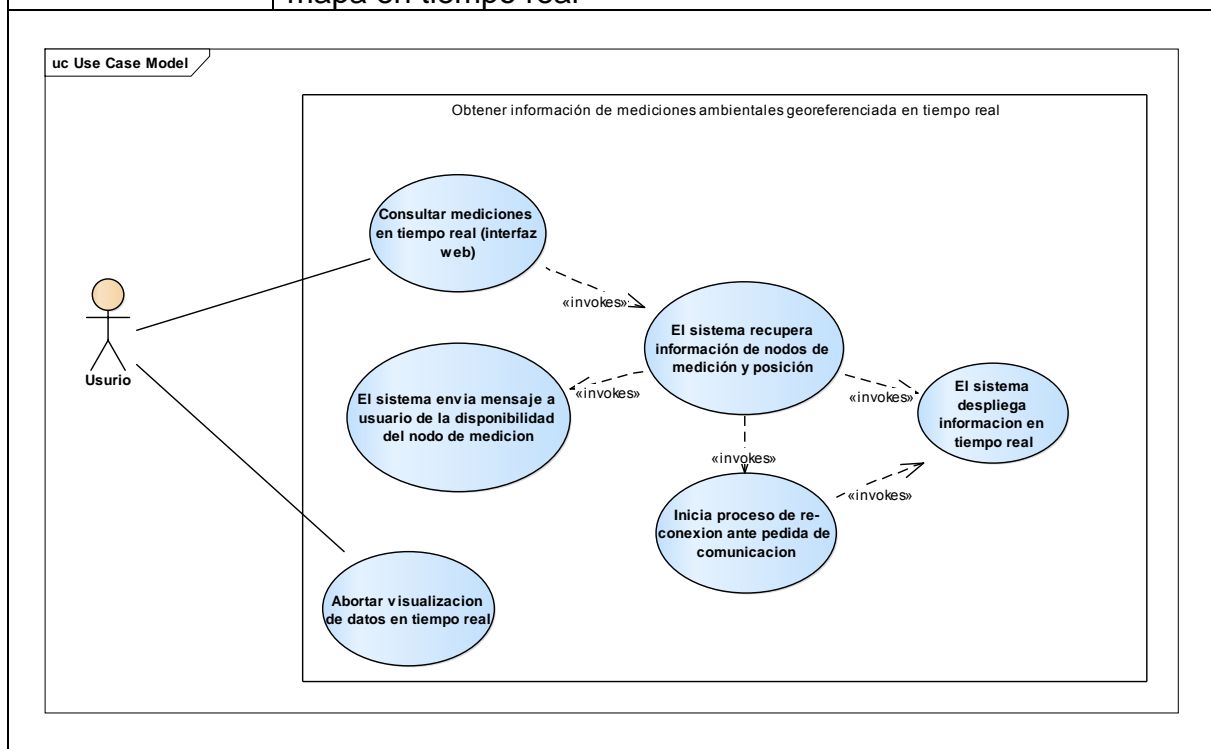 mapa en tiempo real
uc Use Case Model
Obtener información de mediciones ambientales georeferenciada en tiempo real
Consultar mediciones
en tiempo real (interfaz
web)
«invokes»
El sistema recupera
información de nodos de
medición y posición
Usurio
El sistema envia mensaje a
usuario de la disponibilidad
del nodo de medicion
«invokes»
«invokes»
El sistema
despliega
informacion en
tiempo real
«invokes»
«invokes»
Inicia proceso de re-
conexion ante pedida de
comunicacion
Abortar visualizacion
de datos en tiempo real